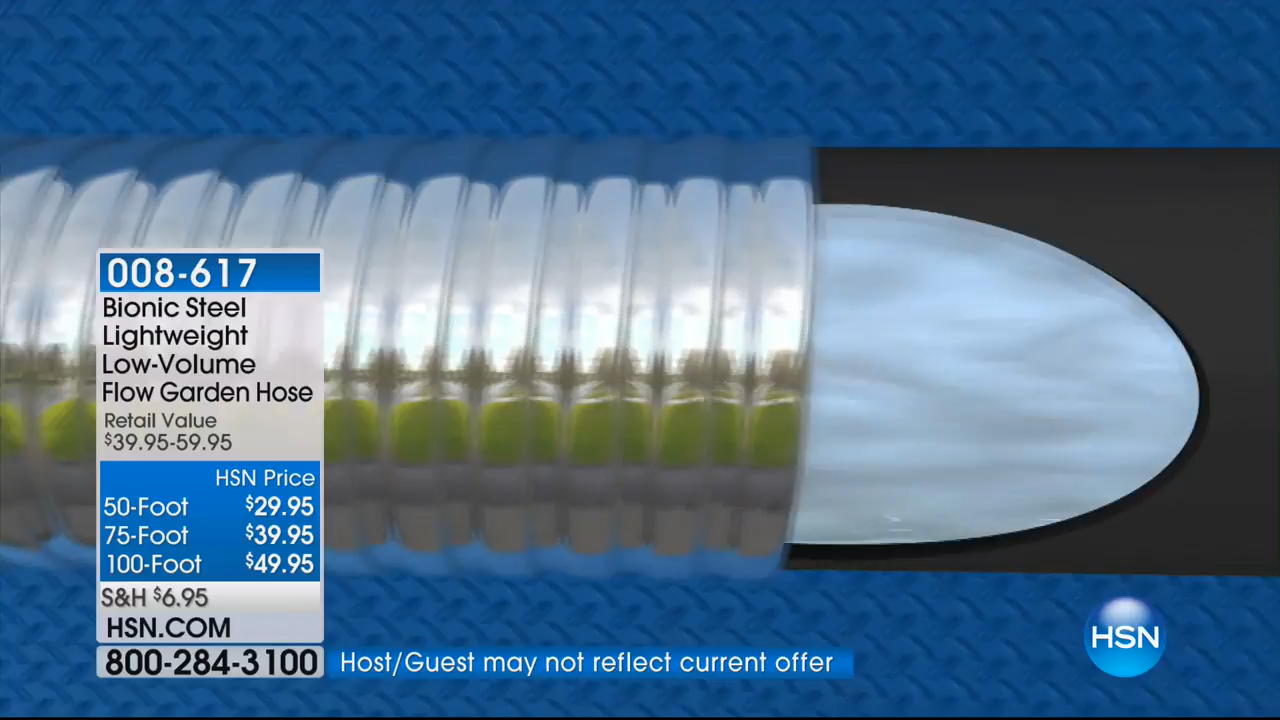 008-617
Bionic Steel
Lightweight
Low-Volume
Flow Garden Hose
Retail Value
$39.95-59.95
HSN Price
50-Foot $29.95
75-Foot $39.95
100-Foot $49.95
S&H $6.95
HSN.COM
800-284-3100
Host/Guest may not reflect current offer
HSN